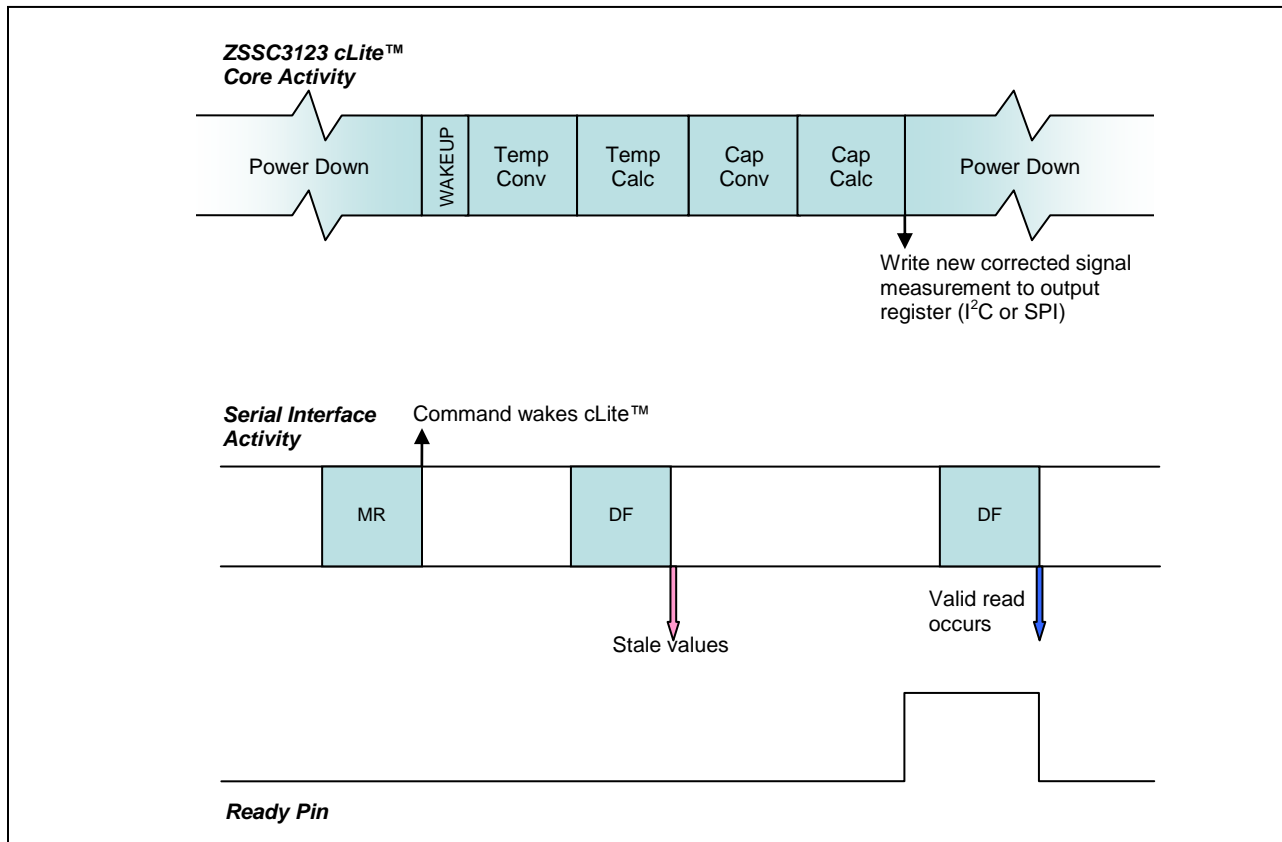 ZSSC3123 cLite™
Core Activity
Power Down
WAKEUP
Temp
Conv
Temp
Calc
Cap
Conv
Cap
Calc
Power Down
Write new corrected signal
measurement to output
register (I²C or SPI)
Serial Interface
Activity
Command wakes cLite™
MR
DF
DF
Stale values
Valid read
occurs
Ready Pin